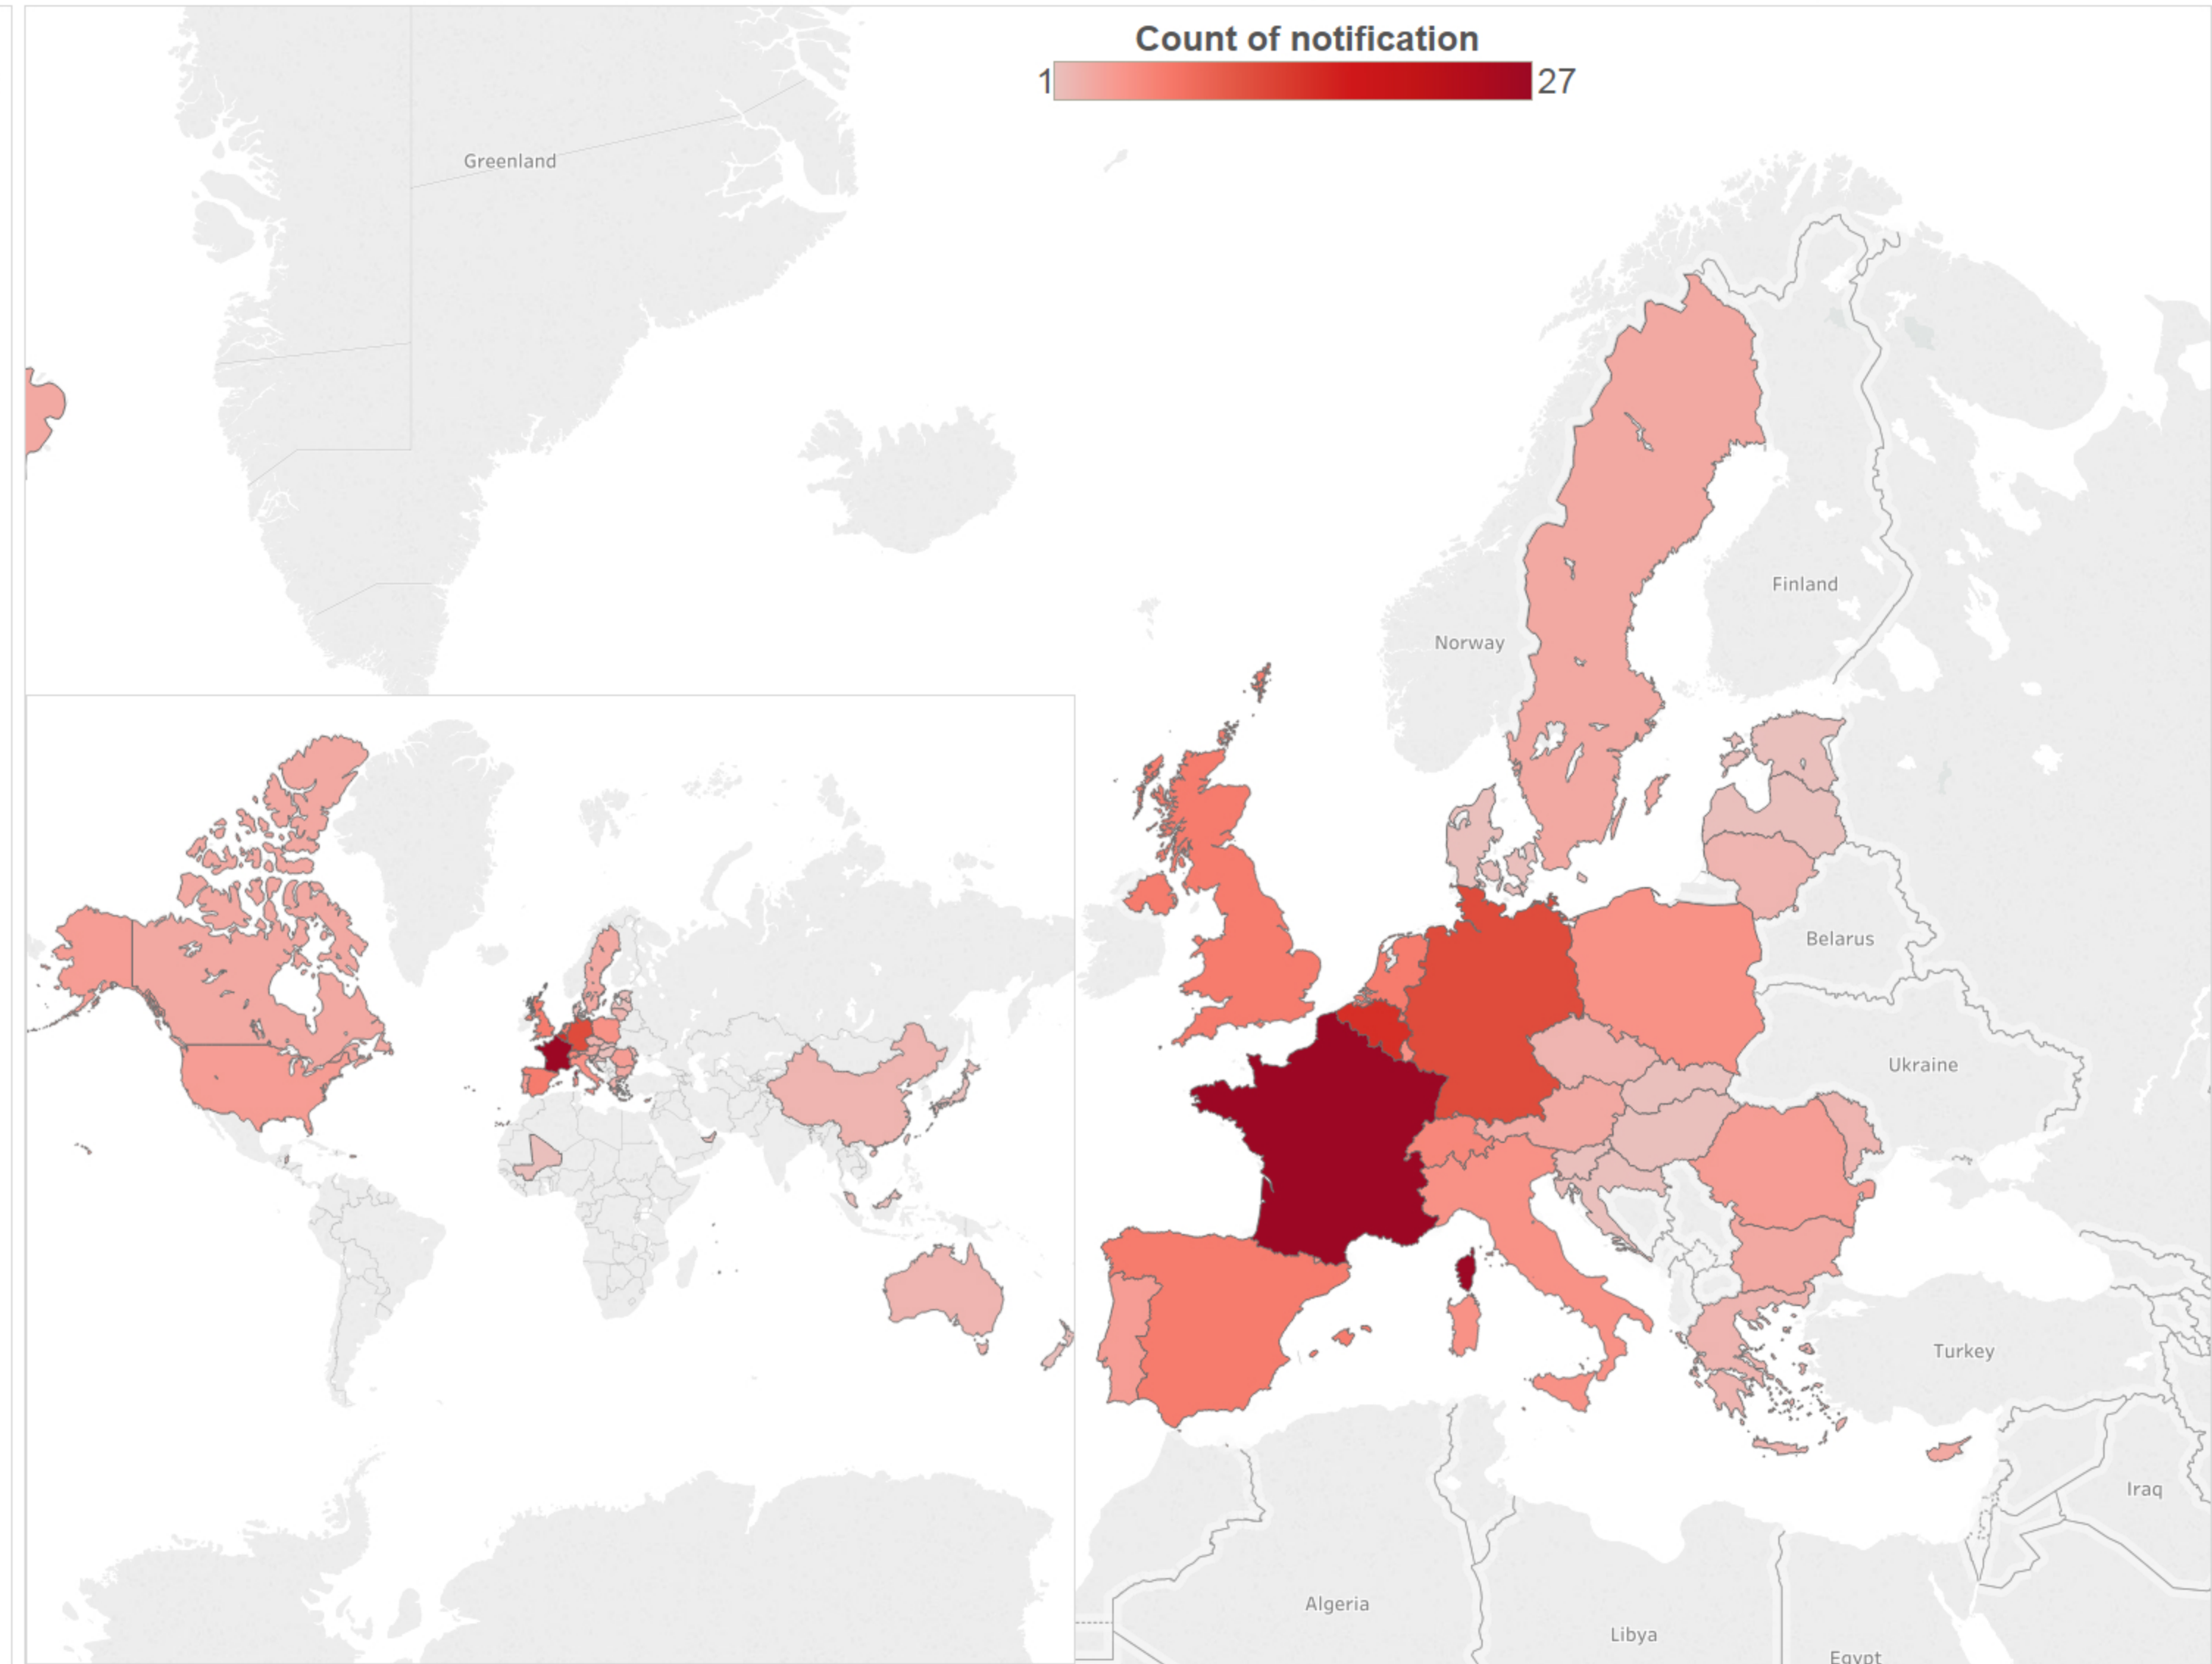 Count of notification
1 27
Greenland
Finland
Norway
Belarus
Ukraine
Turkey
Iraq
Algeria
Libya
Egypt